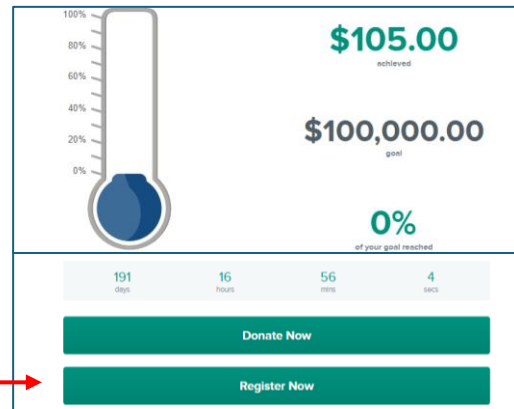 100%
80%
60%
40%
20%
0%
$105.00
achieved
$100,000.00
goal
0%
of your goal reached
191 16 56 4
days hours mins secs
Donate Now
Register Now